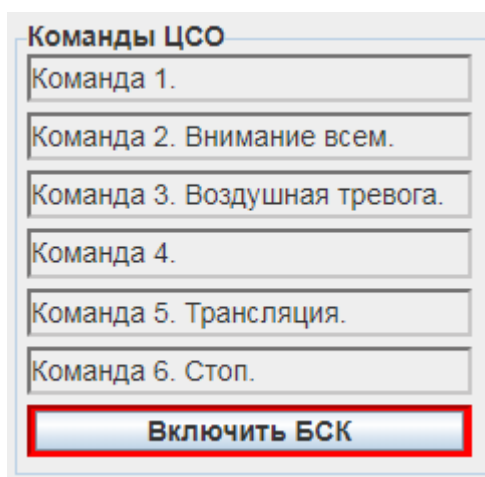 Команды ЦСО
Команда 1.
Команда 2. Внимание всем.
Команда 3. Воздушная тревога.
Команда 4.
Команда 5. Трансляция.
Команда 6. Стоп.
Включить БСК